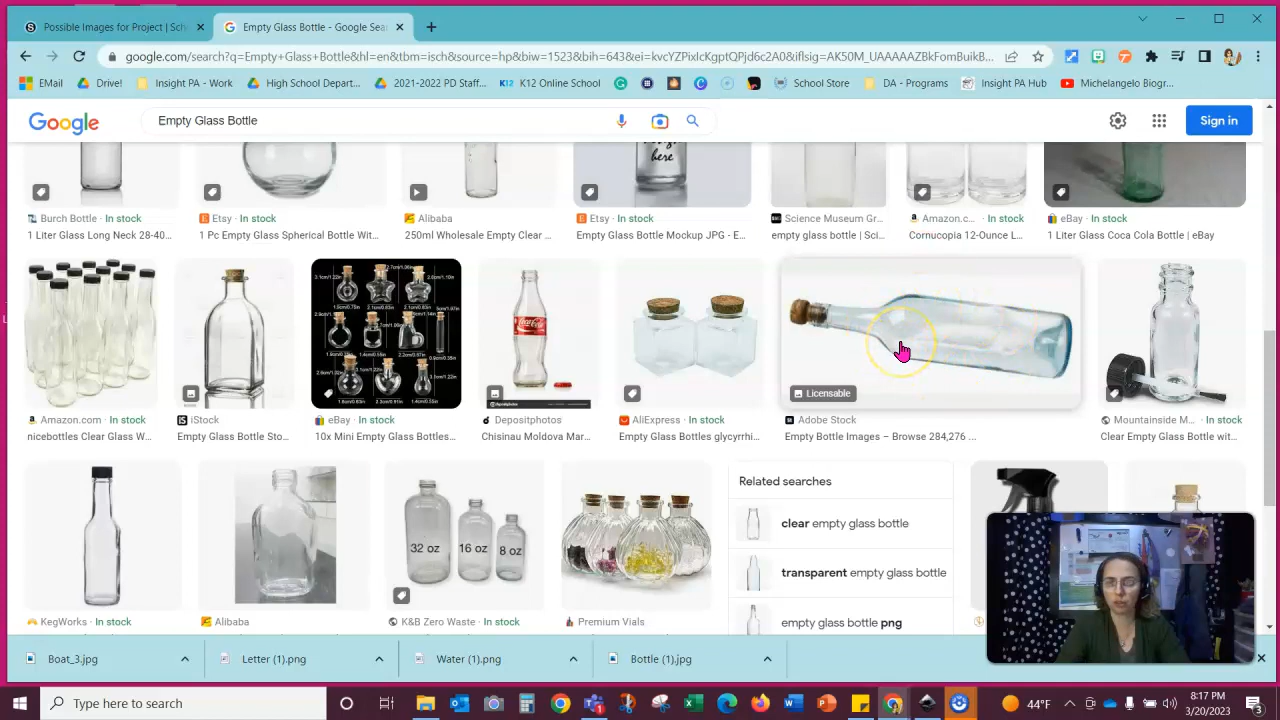 Possible Images for Project | Sch
Empty Glass Bottle - Google Sear
google.com/search?q=Empty+Glass+Bottle&hl=en&tbm=isch&source=hp&biw=1523&bih=643&ei=kvcYZPixIcKgptQPjd6c2A0&iflsig=AK50M_UAAAAAZBkFomBuikB...
EMail
Drive!
Insight PA - Work
High School Depart...
2021-2022 PD Staff...
K12 K12 Online School
School Store
DA - Programs
Insight PA Hub
Michelangelo Biogr...
Google
Empty Glass Bottle
Sign in
here
Burch Bottle · In stock
Etsy · In stock
Alibaba
Etsy · In stock
Science Museum Gr...
Amazon.c... · In stock
eBay · In stock
1 Liter Glass Long Neck 28-40...
1 Pc Empty Glass Spherical Bottle Wit...
250ml Wholesale Empty Clear ...
Empty Glass Bottle Mockup JPG - E...
empty glass bottle | Sci...
Cornucopia 12-Ounce L...
1 Liter Glass Coca Cola Bottle | eBay
Coca-Cola
Licensable
Amazon.com · In stock
iStock
eBay · In stock
Depositphotos
AliExpress · In stock
Adobe Stock
Mountainside M... · In stock
nicebottles Clear Glass W...
Empty Glass Bottle Sto...
10x Mini Empty Glass Bottles...
Chisinau Moldova Mar...
Empty Glass Bottles glycyrrhi...
Empty Bottle Images – Browse 284,276 ...
Clear Empty Glass Bottle wit...
32 oz
16 oz
8 oz
Related searches
clear empty glass bottle
transparent empty glass bottle
empty glass bottle png
KegWorks · In stock
Alibaba
K&B Zero Waste · In stock
Premium Vials
Boat_3.jpg
Letter (1).png
Water (1).png
Bottle (1).jpg
Type here to search
44°F
8:17 PM
3/20/2023
3